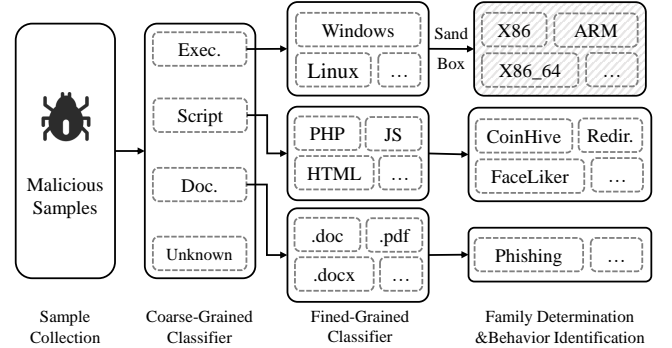 Malicious
Samples
Exec.
Script
Doc.
Unknown
Windows
Linux
...
PHP
JS
HTML
...
.doc
.pdf
.docx
...
Sand
Box
X86
ARM
X86_64
...
CoinHive
Redir.
FaceLiker
...
Phishing
...
Sample
Collection
Coarse-Grained
Classifier
Fined-Grained
Classifier
Family Determination
&Behavior Identification